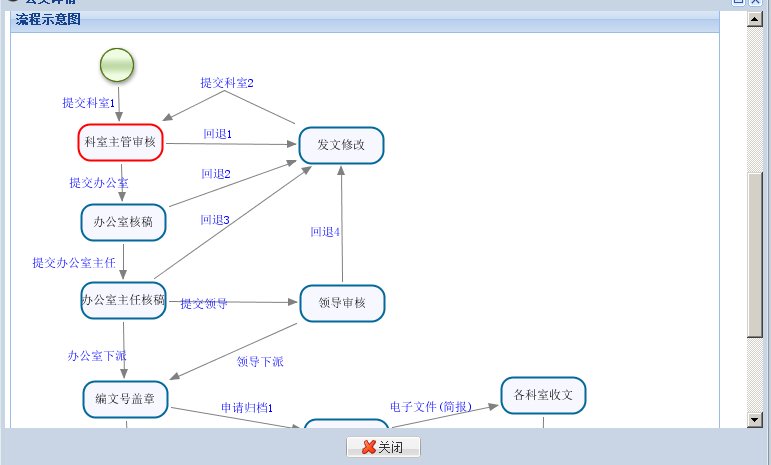 公文详情
流程示意图
提交科室2
提交科室1
科室主管审核
回退1
发文修改
提交办公室
回退2
办公室核稿
回退3
回退4
提交办公室主任
办公室主任核稿
提交领导
领导审核
办公室下派
领导下派
编文号盖章
申请归档1
电子文件(简报)
各科室收文
关闭